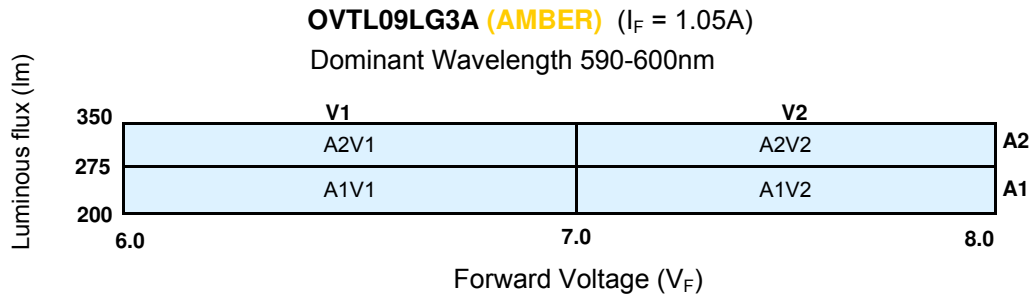 OVTL09LG3A (AMBER) (IF = 1.05A)
Dominant Wavelength 590-600nm
Luminous flux (lm)
V1 V2
350
A2V1 A2V2 A2
275
A1V1 A1V2 A1
200
6.0 7.0 8.0
Forward Voltage (VF)